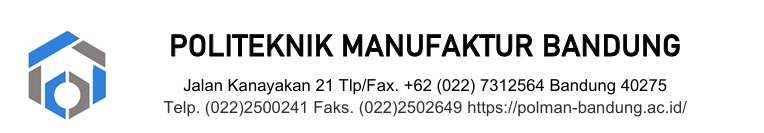 POLITEKNIK MANUFAKTUR BANDUNG
Jalan Kanayakan 21 Tlp/Fax. +62 (022) 7312564 Bandung 40275
Telp. (022)2500241 Faks. (022)2502649 https://polman-bandung.ac.id/